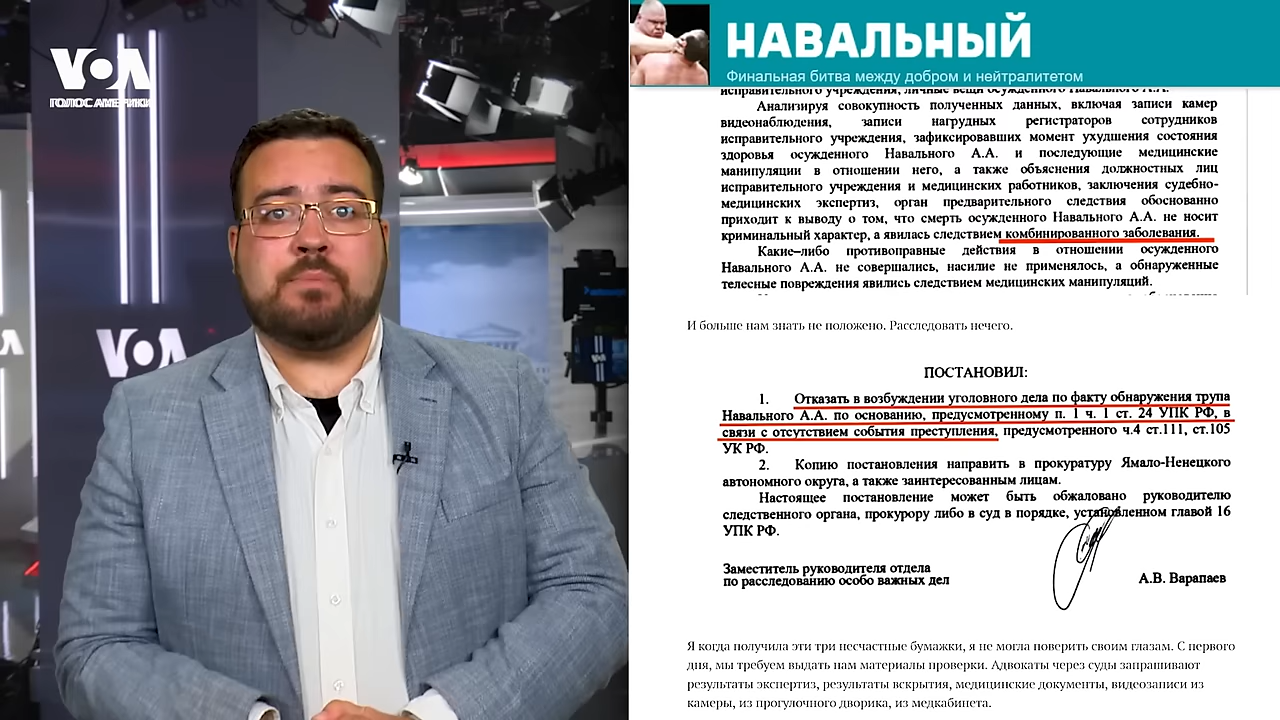 VOA
ГОЛОС АМЕРИКИ
VOA
НАВАЛЬНЫЙ
Финальная битва между добром и нейтралитетом
исправительного учреждения, личные вещи осужденного Навального А.А.
Анализируя совокупность полученных данных, включая записи камер
видеонаблюдения, записи нагрудных регистраторов сотрудников
исправительного учреждения, зафиксировавших момент ухудшения состояния
здоровья осужденного Навального А.А. и последующие медицинские
манипуляции в отношении него, а также объяснения должностных лиц
исправительного учреждения и медицинских работников, заключения судебно-
медицинских экспертиз, орган предварительного следствия обоснованно
приходит к выводу о том, что смерть осужденного Навального А.А. не носит
криминальный характер, а явилась следствием комбинированного заболевания.
Какие–либо противоправные действия в отношении осужденного
Навального А.А. не совершались, насилие не применялось, а обнаруженные
телесные повреждения явились следствием медицинских манипуляций.
И больше нам знать не положено. Расследовать нечего.
ПОСТАНОВИЛ:
1. Отказать в возбуждении уголовного дела по факту обнаружения трупа
Навального А.А. по основанию, предусмотренному п. 1 ч. 1 ст. 24 УПК РФ, в
связи с отсутствием события преступления, предусмотренного ч.4 ст.111, ст.105
УК РФ.
2. Копию постановления направить в прокуратуру Ямало-Ненецкого
автономного округа, а также заинтересованным лицам.
Настоящее постановление может быть обжаловано руководителю
следственного органа, прокурору либо в суд в порядке, установленном главой 16
УПК РФ.
Заместитель руководителя отдела
по расследованию особо важных дел
А.В. Варапаев
Я когда получила эти три несчастные бумажки, я не могла поверить своим глазам. С первого
дня, мы требуем выдать нам материалы проверки. Адвокаты через суды запрашивают
результаты экспертиз, результаты вскрытия, медицинские документы, видеозаписи из
камеры, из прогулочного дворика, из медкабинета.